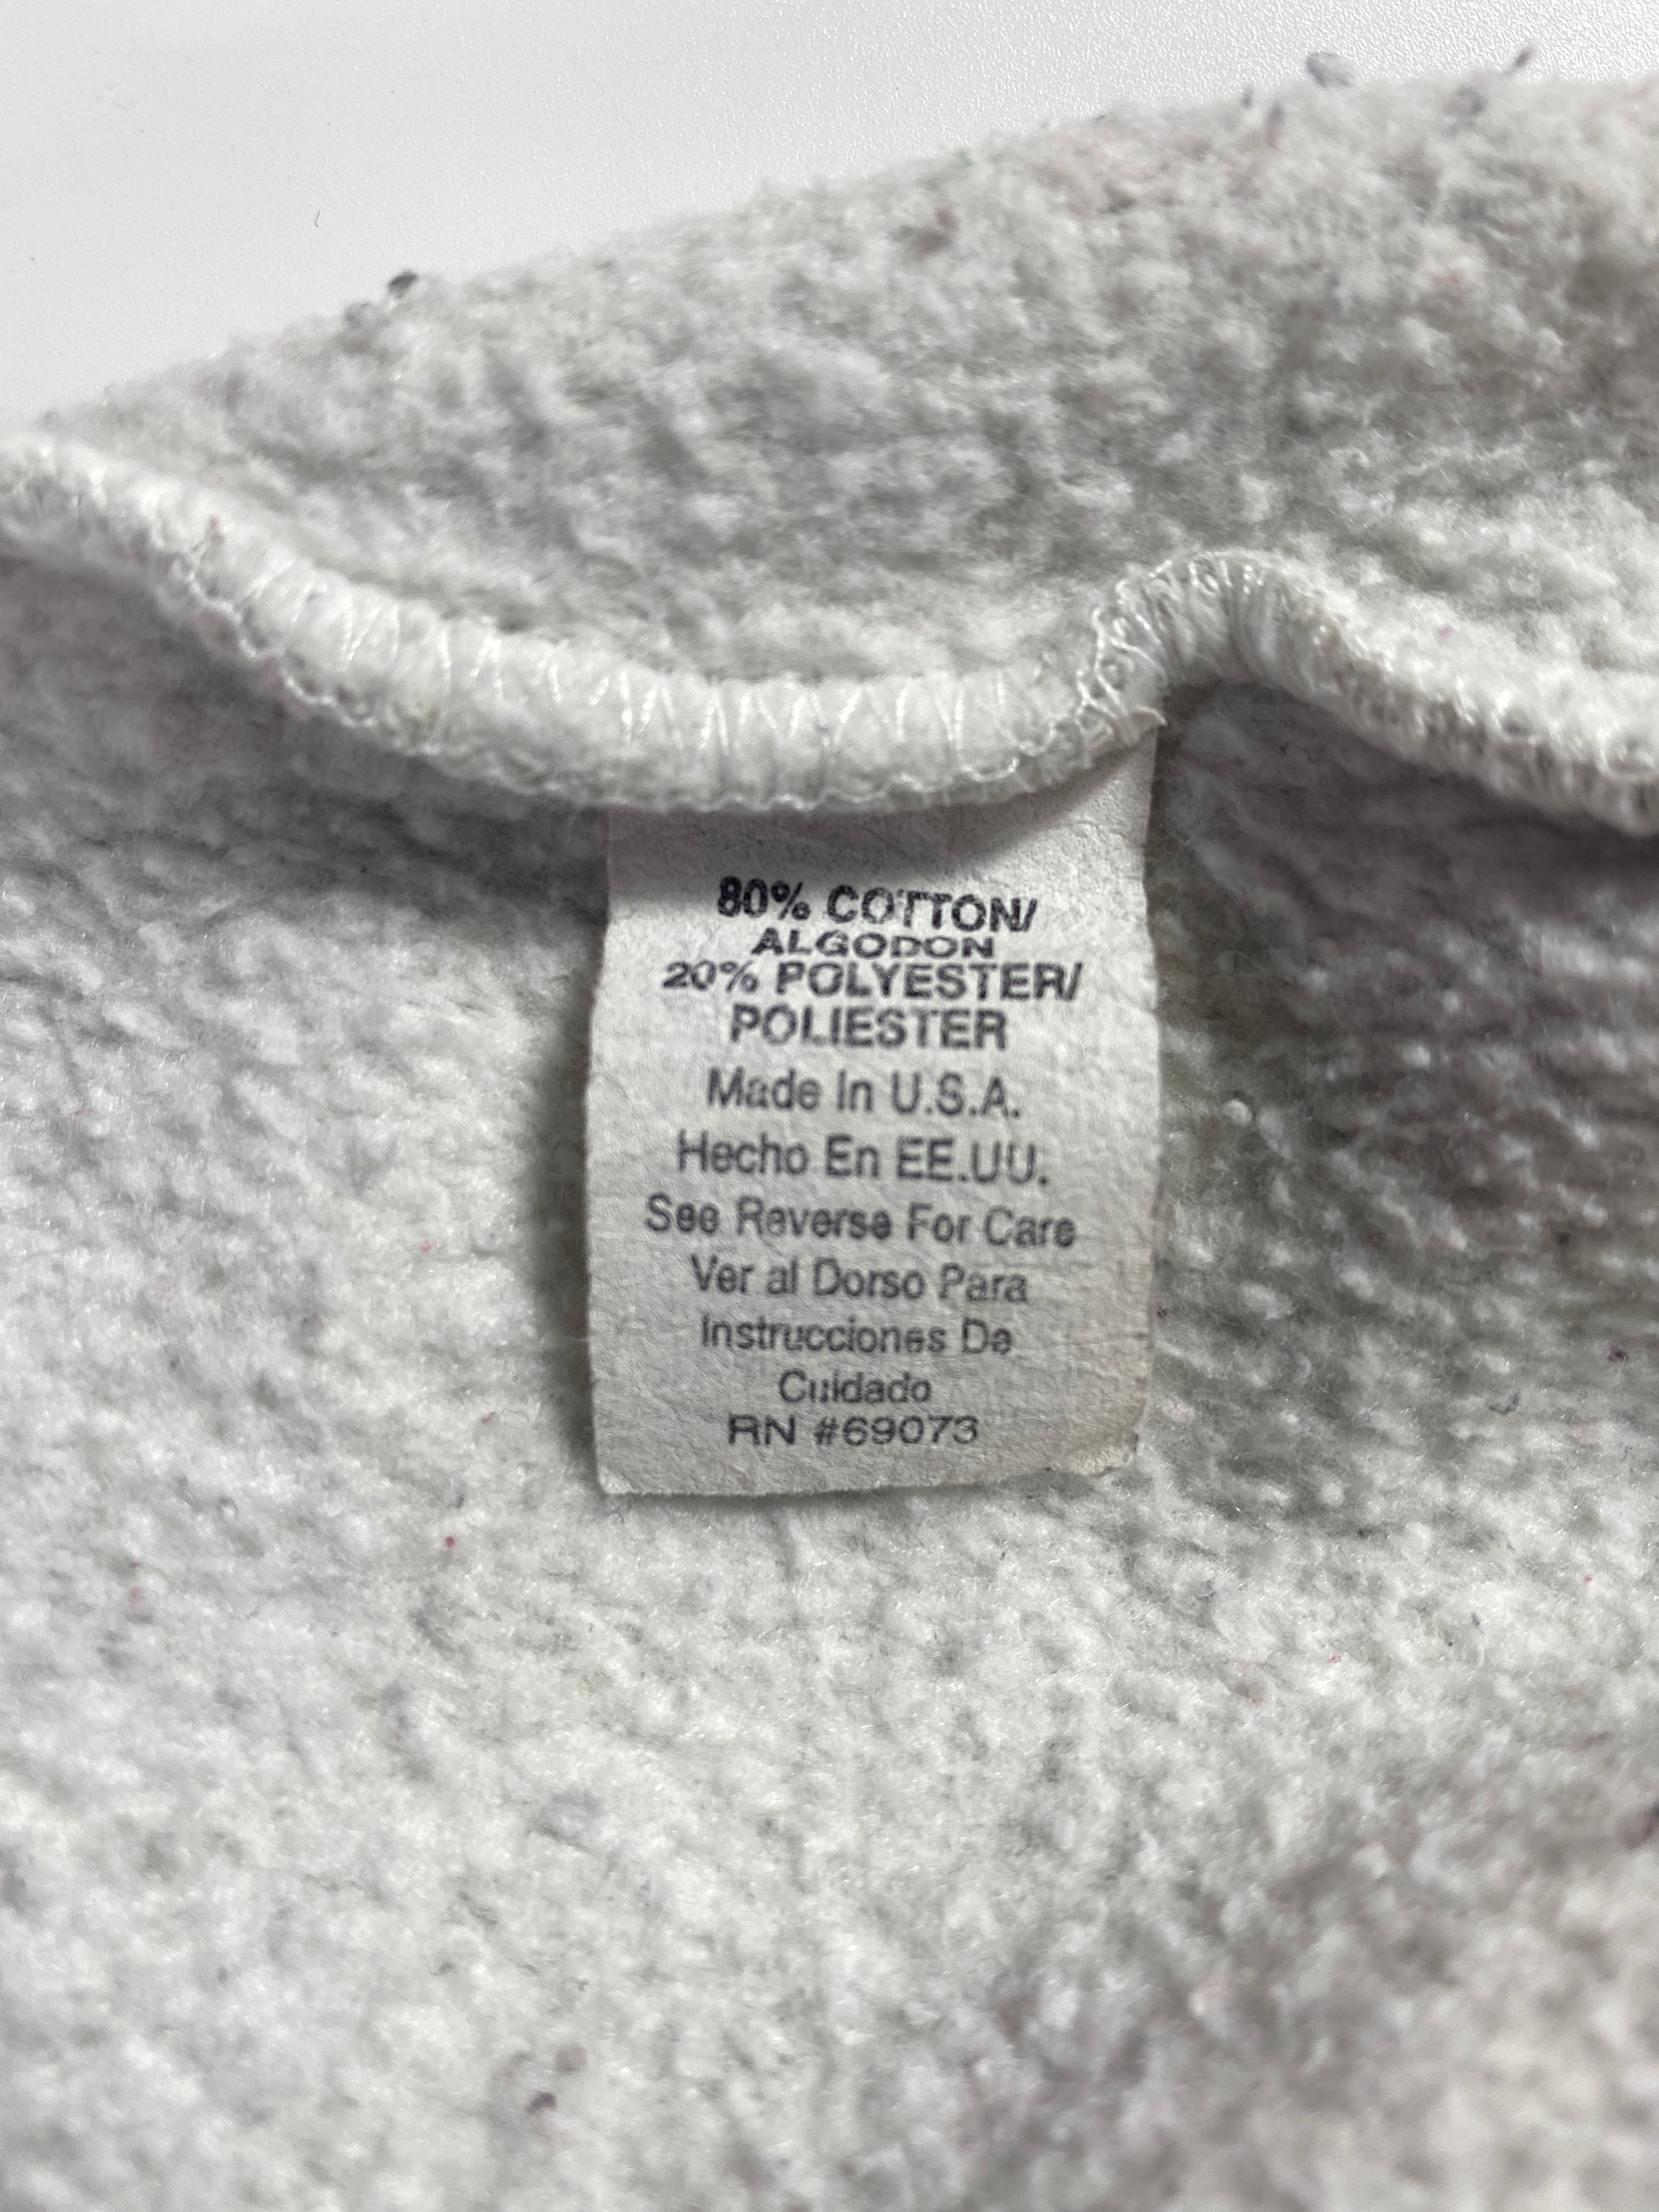 80% COTTON/
ALGODON
20% POLYESTER/
POLIESTER
Made In U.S.A.
Hecho En EE.UU.
See Reverse For Care
Ver al Dorso Para
Instrucciones De
Cuidado
RN #69073